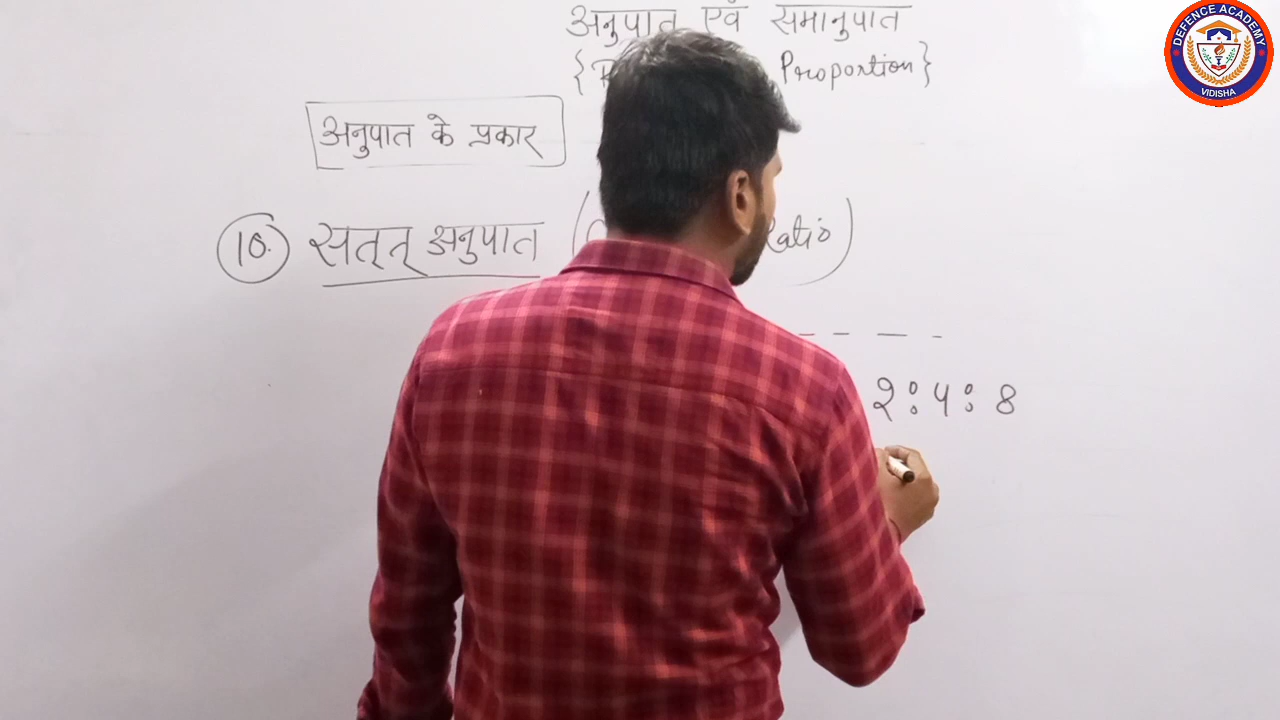 अनुपात एवं समानुपात
Proportion}
अनुपात के प्रकार
10. सतत् अनुपात
Ratio)
2:4:8
DEFENCE ACADEMY
VIDISHA